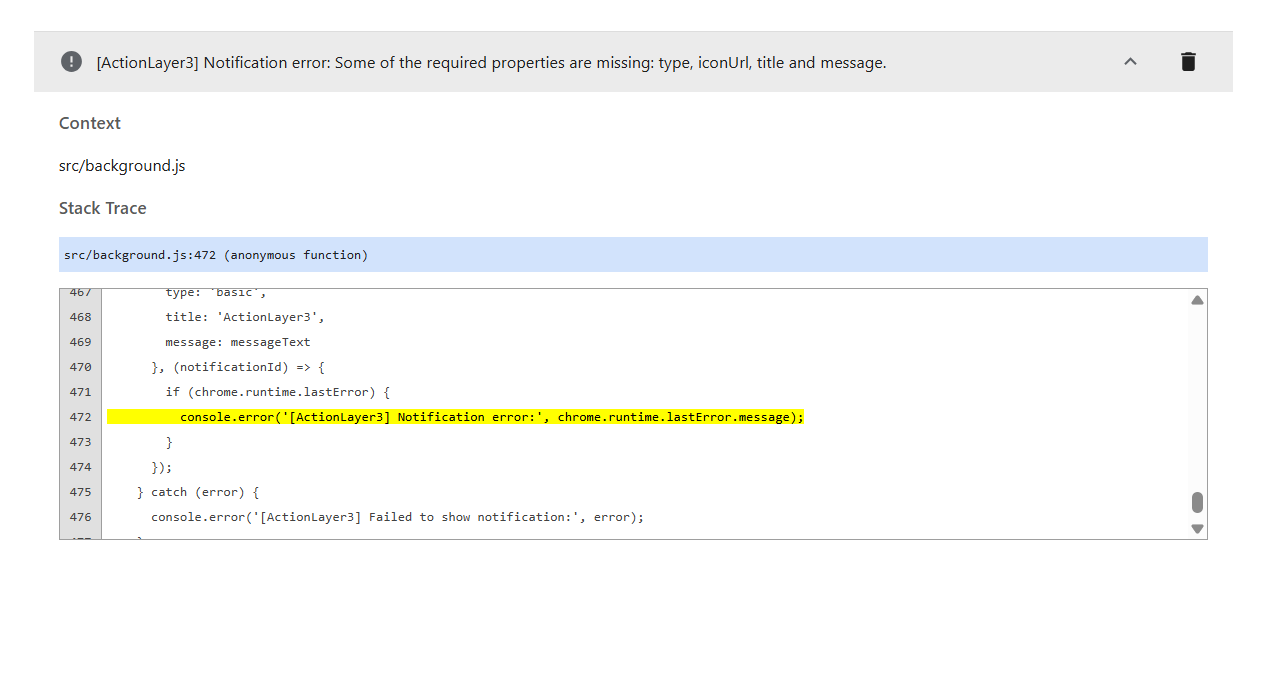 [ActionLayer3] Notification error: Some of the required properties are missing: type, iconUrl, title and message.
Context
src/background.js
Stack Trace
src/background.js:472 (anonymous function)
467 type: 'basic',
468 title: 'ActionLayer3',
469 message: messageText
470 }, (notificationId) => {
471 if (chrome.runtime.lastError) {
472 console.error('[ActionLayer3] Notification error:', chrome.runtime.lastError.message);
473 }
474 });
475 } catch (error) {
476 console.error('[ActionLayer3] Failed to show notification:', error);